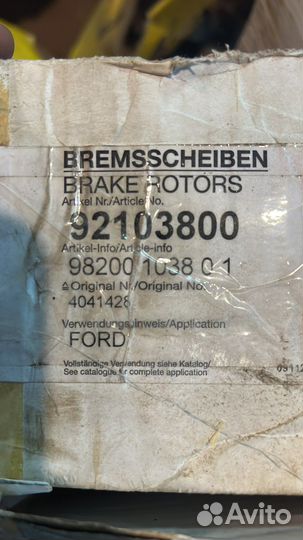 BREMSSCHEIBEN
BRAKE ROTORS
Artikel Nr./Article No.
92103800
Artikel-Info/Article-info
98200 1038 0 1
≙ Original Nr./Original No.
4041428
Verwendungshinweis/Application
FORD
Vollständige Verwendung siehe Katalog/
See catalogue for complete application
Avito